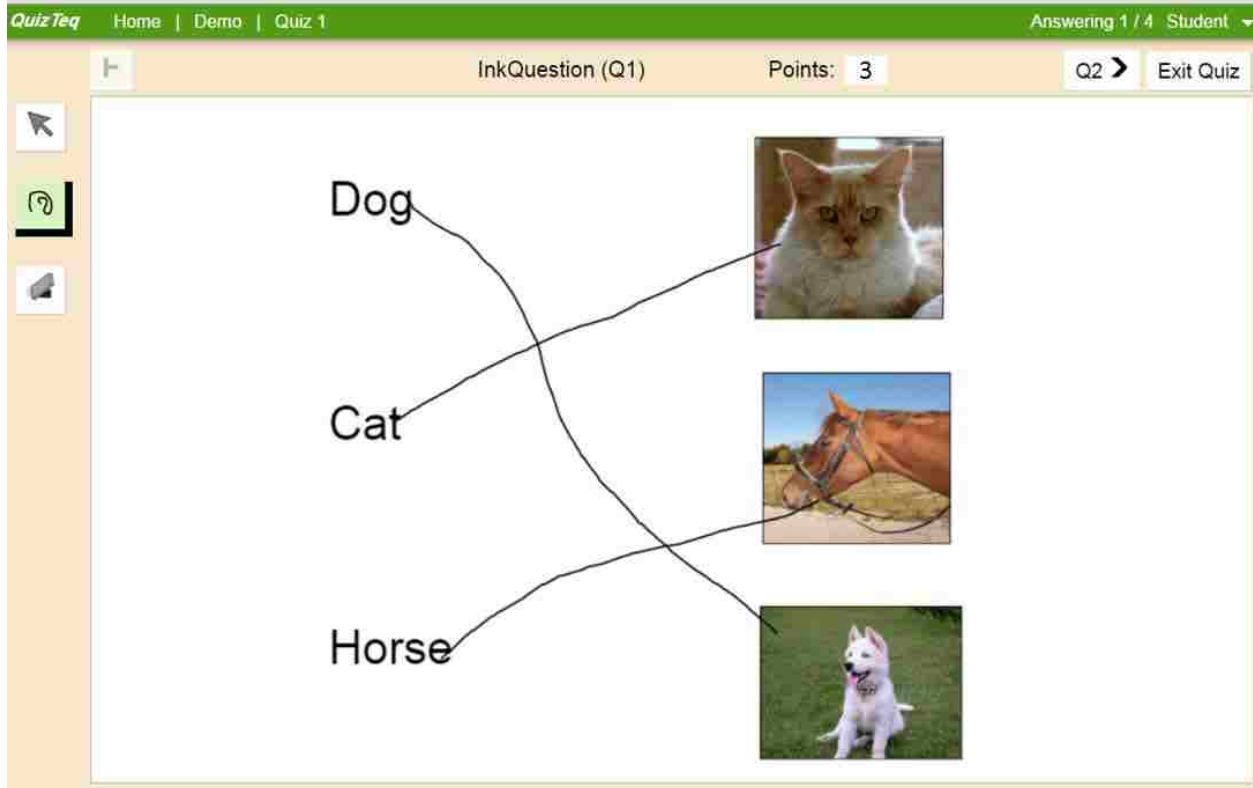 QuizTeq Home | Demo | Quiz 1 Answering 1 / 4 Student
InkQuestion (Q1) Points: 3 Q2 Exit Quiz
Dog
Cat
Horse